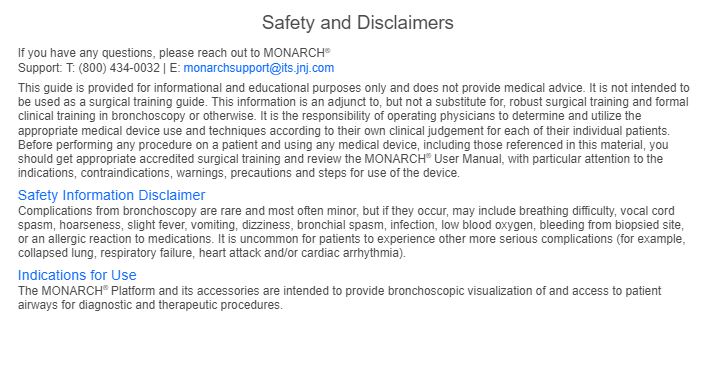 Safety and Disclaimers
If you have any questions, please reach out to MONARCH®
Support: T: (800) 434-0032 | E: monarchsupport@its.jnj.com
This guide is provided for informational and educational purposes only and does not provide medical advice. It is not intended to
be used as a surgical training guide. This information is an adjunct to, but not a substitute for, robust surgical training and formal
clinical training in bronchoscopy or otherwise. It is the responsibility of operating physicians to determine and utilize the
appropriate medical device use and techniques according to their own clinical judgement for each of their individual patients.
Before performing any procedure on a patient and using any medical device, including those referenced in this material, you
should get appropriate accredited surgical training and review the MONARCH® User Manual, with particular attention to the
indications, contraindications, warnings, precautions and steps for use of the device.
Safety Information Disclaimer
Complications from bronchoscopy are rare and most often minor, but if they occur, may include breathing difficulty, vocal cord
spasm, hoarseness, slight fever, vomiting, dizziness, bronchial spasm, infection, low blood oxygen, bleeding from biopsied site,
or an allergic reaction to medications. It is uncommon for patients to experience other more serious complications (for example,
collapsed lung, respiratory failure, heart attack and/or cardiac arrhythmia).
Indications for Use
The MONARCH® Platform and its accessories are intended to provide bronchoscopic visualization of and access to patient
airways for diagnostic and therapeutic procedures.